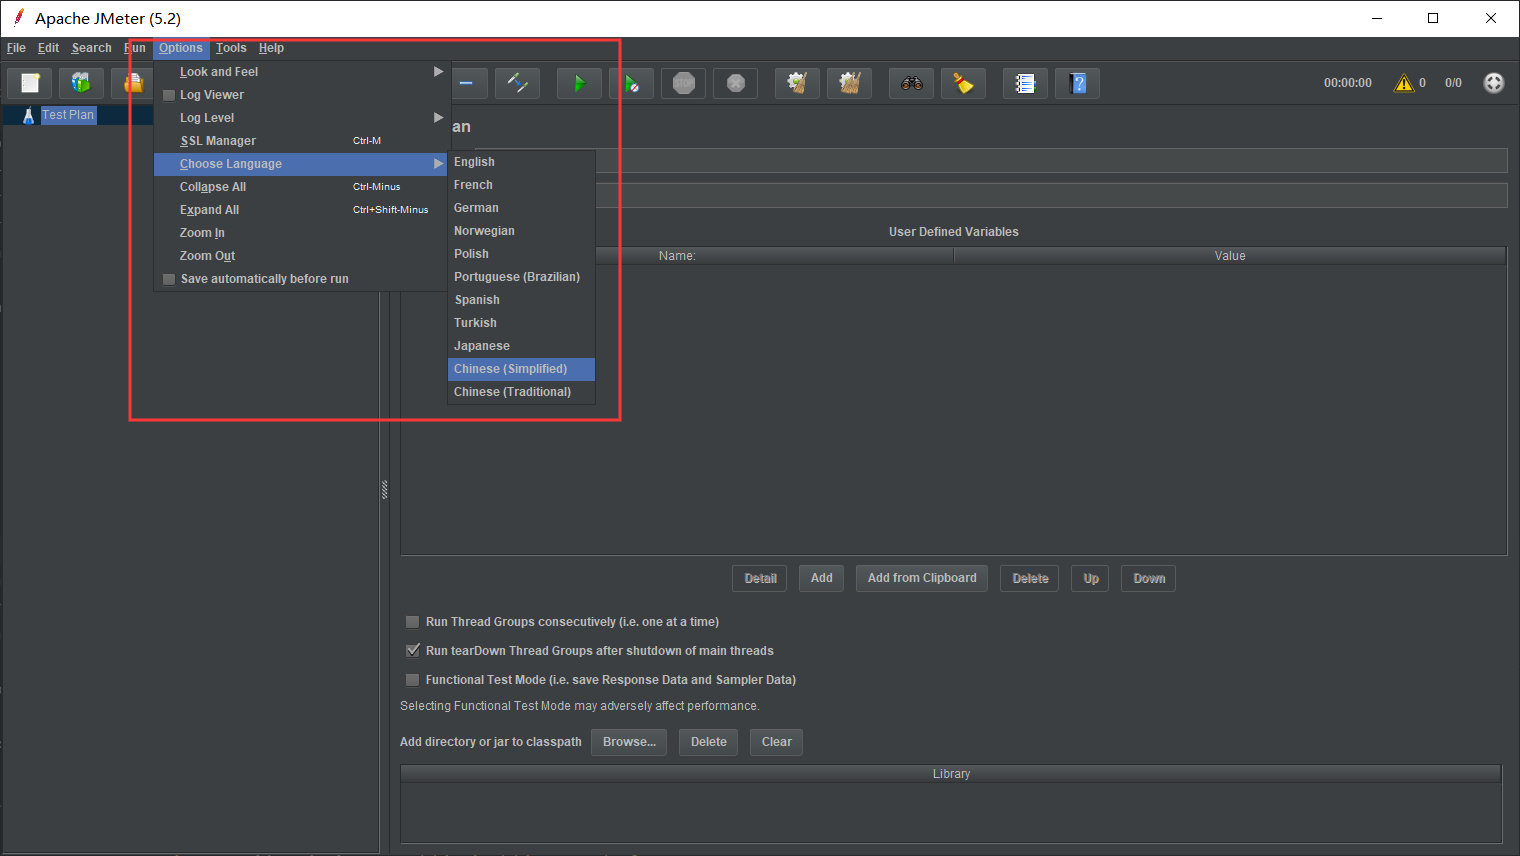 Apache JMeter (5.2)
File Edit Search Run Options Tools Help
Look and Feel
Log Viewer
Log Level
SSL Manager Ctrl-M
Choose Language
Collapse All Ctrl-Minus
Expand All Ctrl+Shift-Minus
Zoom In
Zoom Out
Save automatically before run
English
French
German
Norwegian
Polish
Portuguese (Brazilian)
Spanish
Turkish
Japanese
Chinese (Simplified)
Chinese (Traditional)
STOP
00:00:00 0 0/0
Test Plan
an
User Defined Variables
Name: Value
Detail Add Add from Clipboard Delete Up Down
Run Thread Groups consecutively (i.e. one at a time)
Run tearDown Thread Groups after shutdown of main threads
Functional Test Mode (i.e. save Response Data and Sampler Data)
Selecting Functional Test Mode may adversely affect performance.
Add directory or jar to classpath Browse... Delete Clear
Library